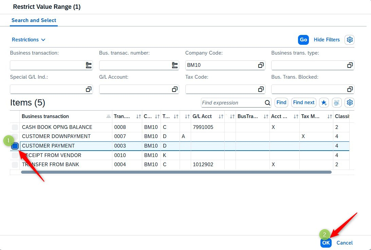 Restrict Value Range (1)
Search and Select
Restrictions
Go Hide Filters
Business transaction: Bus. transac. number: Company Code: Business trans. type:
BM10
Special G/L Ind.: G/L Account: Tax Code: Bus. Trans. Blocked:
Items (5) Find expression Find Find next
Business transaction Tran... C... T... G/L Acct BusTra... Acct ... Tax M... Classi
CASH BOOK OPNG BALANCE 0008 BM10 C 7991005 X 2
CUSTOMER DOWNPAYMENT 0007 BM10 D A X 4
1 CUSTOMER PAYMENT 0003 BM10 D 4
RECEIPT FROM VENDOR 0010 BM10 K 4
TRANSFER FROM BANK 0004 BM10 C 1012902 X 2
2
OK Cancel